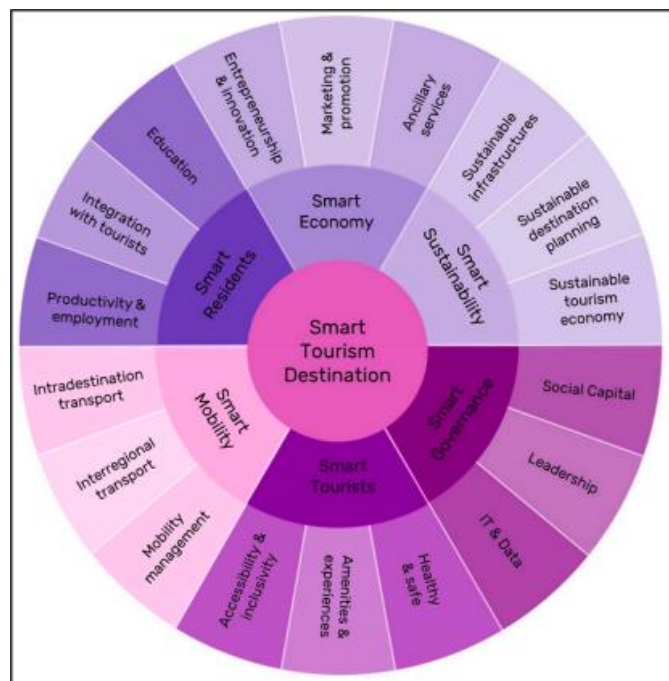 Smart
Tourism
Destination
Smart
Economy
Entrepreneurship
& innovation
Marketing &
promotion
Ancillary
services
Smart
Sustainability
Sustainable
infrastructures
Sustainable
destination
planning
Sustainable
tourism
economy
Smart
Governance
Social Capital
Leadership
IT & Data
Smart
Tourists
Healthy
& safe
Amenities &
experiences
Accessibility &
inclusivity
Smart
Mobility
Mobility
management
Interregional
transport
Intradestination
transport
Smart
Residents
Productivity &
employment
Integration
with tourists
Education